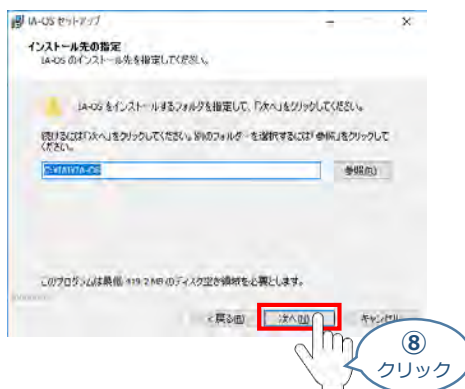 IA-OS セットアップ
インストール先の指定
IA-OS のインストール先を指定してください。
IA-OS をインストールするフォルダを指定して、「次へ」をクリックしてください。
続けるには「次へ」をクリックしてください。別のフォルダーを選択するには「参照」をクリックして
ください。
C:¥IAI¥IA-OS
参照(R)
このプログラムは最低 419.2 MB のディスク空き領域を必要とします。
< 戻る(B)
次へ(N)
キャンセル
⑧
クリック